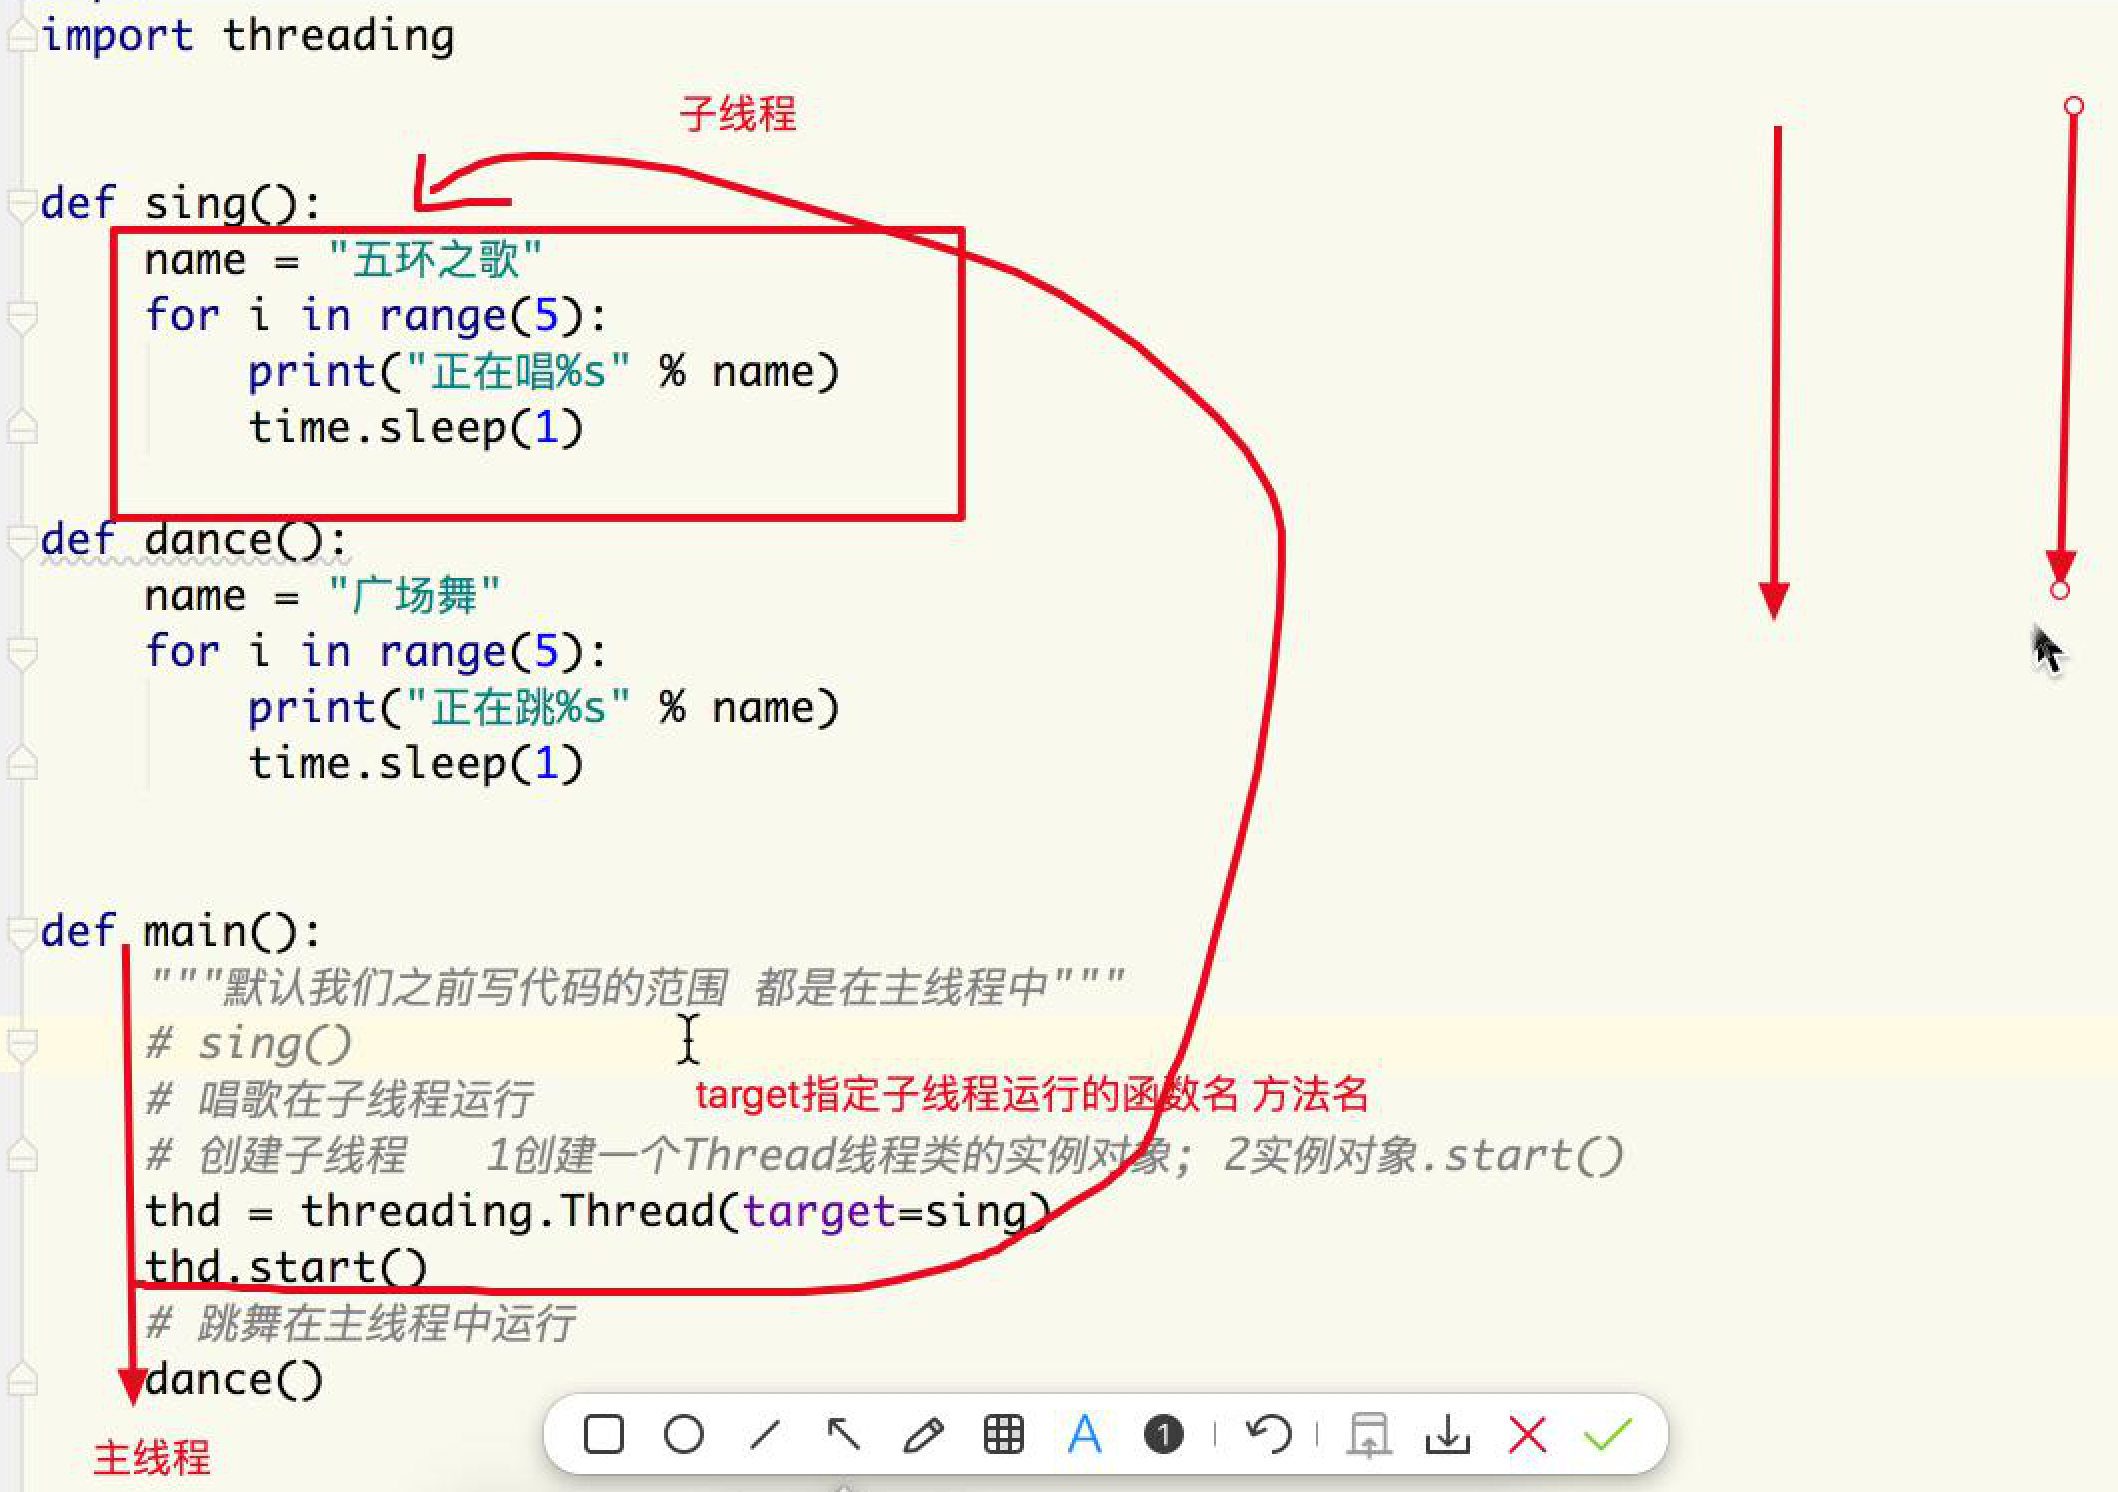 import threading
子线程
def sing():
    name = "五环之歌"
    for i in range(5):
        print("正在唱%s" % name)
        time.sleep(1)
def dance():
    name = "广场舞"
    for i in range(5):
        print("正在跳%s" % name)
        time.sleep(1)
def main():
    """默认我们之前写代码的范围 都是在主线程中"""
    # sing()
    # 唱歌在子线程运行
target指定子线程运行的函数名 方法名
    # 创建子线程   1创建一个Thread线程类的实例对象; 2实例对象.start()
    thd = threading.Thread(target=sing)
    thd.start()
    # 跳舞在主线程中运行
    dance()
A
1
主线程